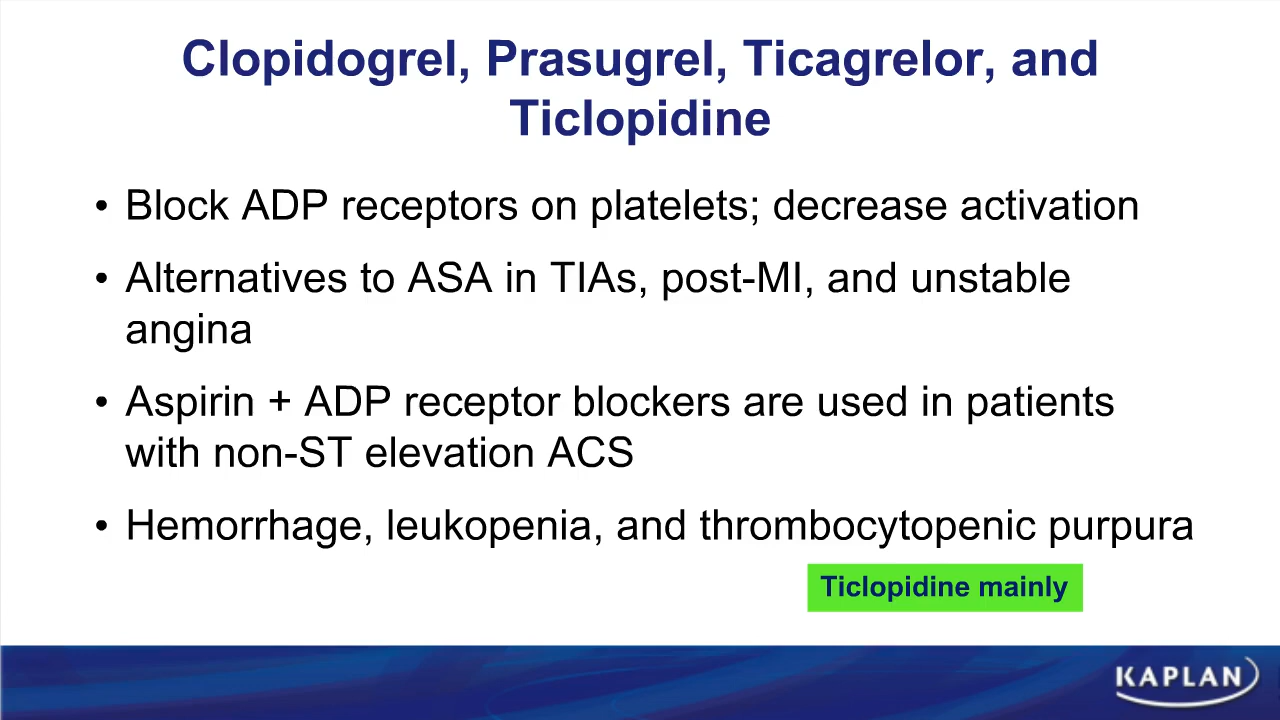 Clopidogrel, Prasugrel, Ticagrelor, and
Ticlopidine
• Block ADP receptors on platelets; decrease activation
• Alternatives to ASA in TIAs, post-MI, and unstable
angina
• Aspirin + ADP receptor blockers are used in patients
with non-ST elevation ACS
• Hemorrhage, leukopenia, and thrombocytopenic purpura
Ticlopidine mainly
KAPLAN